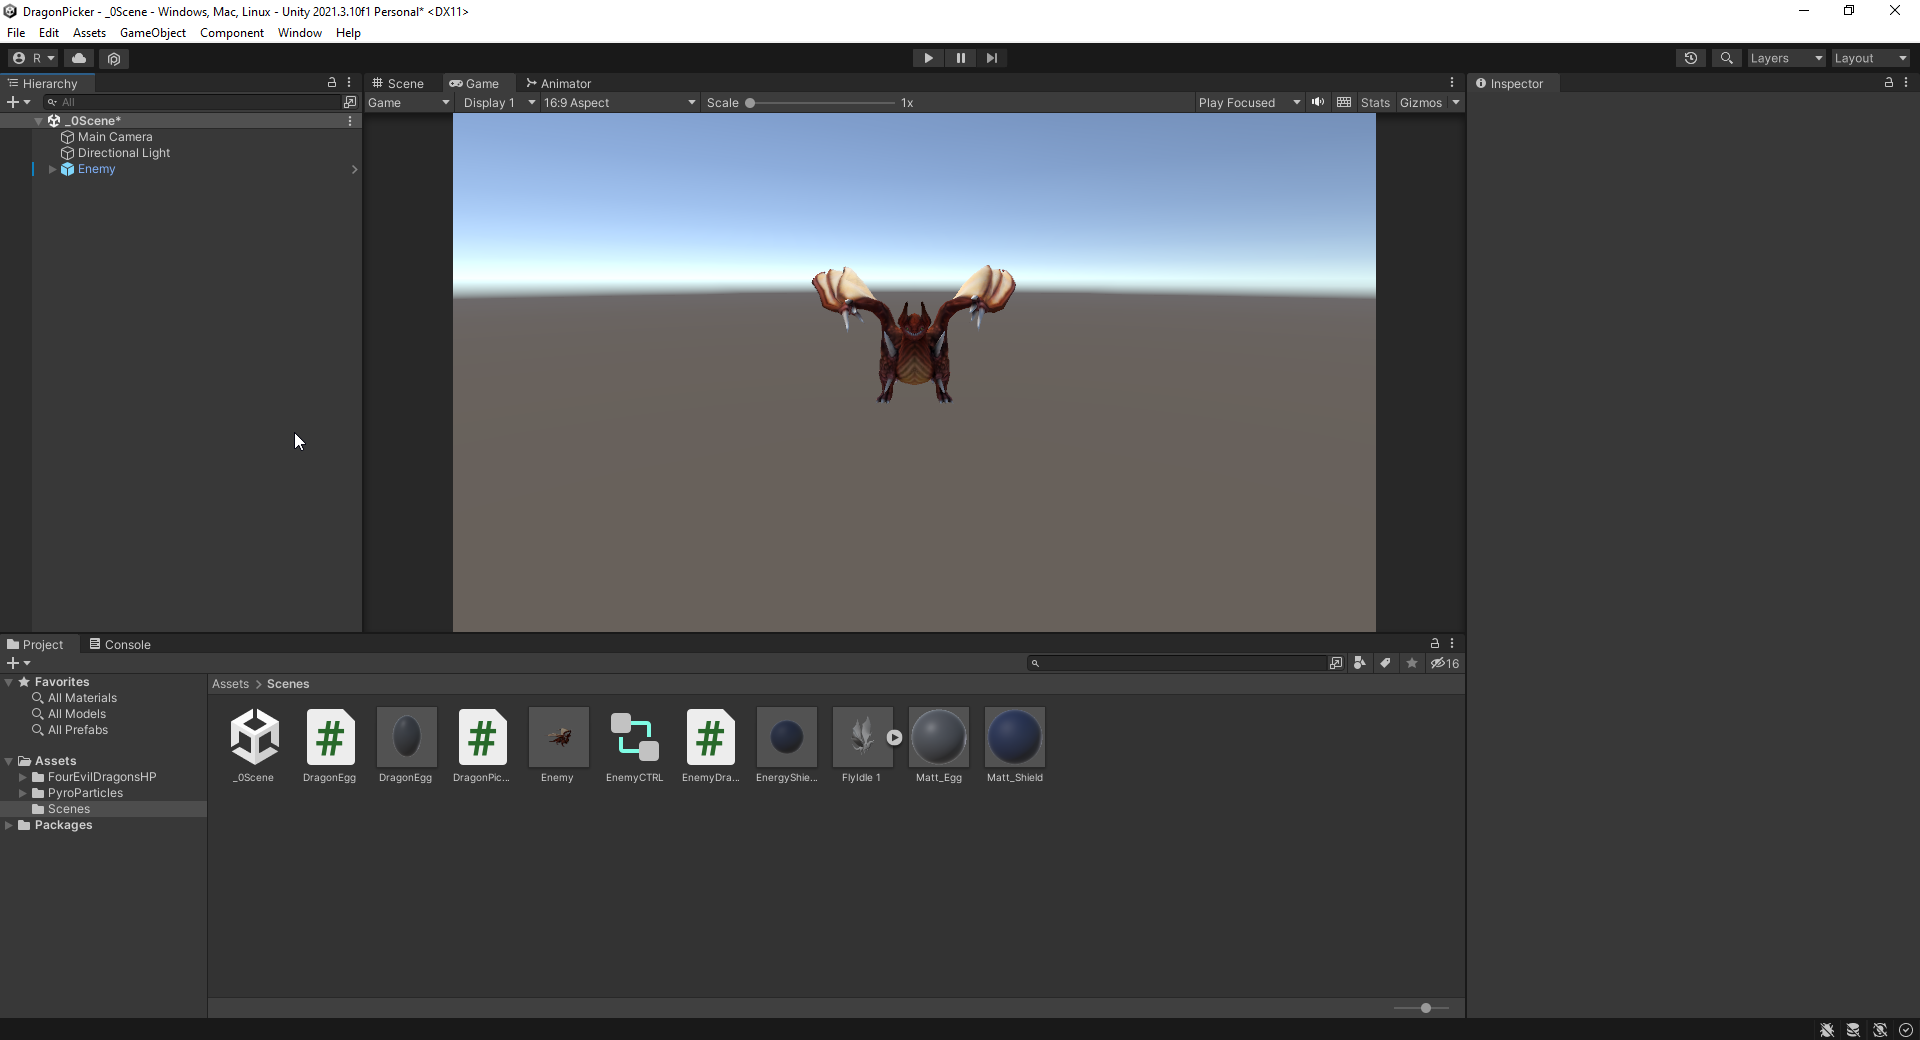 DragonPicker - _0Scene - Windows, Mac, Linux - Unity 2021.3.10f1 Personal* <DX11>
File Edit Assets GameObject Component Window Help
R Layers Layout
Hierarchy
All
_0Scene*
Main Camera
Directional Light
Enemy
Scene Game Animator
Game Display 1 16:9 Aspect Scale 1x Play Focused Stats Gizmos
Inspector
Project Console
16
Favorites
All Materials
All Models
All Prefabs
Assets
FourEvilDragonsHP
PyroParticles
Scenes
Packages
Assets > Scenes
_0Scene DragonEgg DragonEgg DragonPic... Enemy EnemyCTRL EnemyDra... EnergyShie... FlyIdle 1 Matt_Egg Matt_Shield